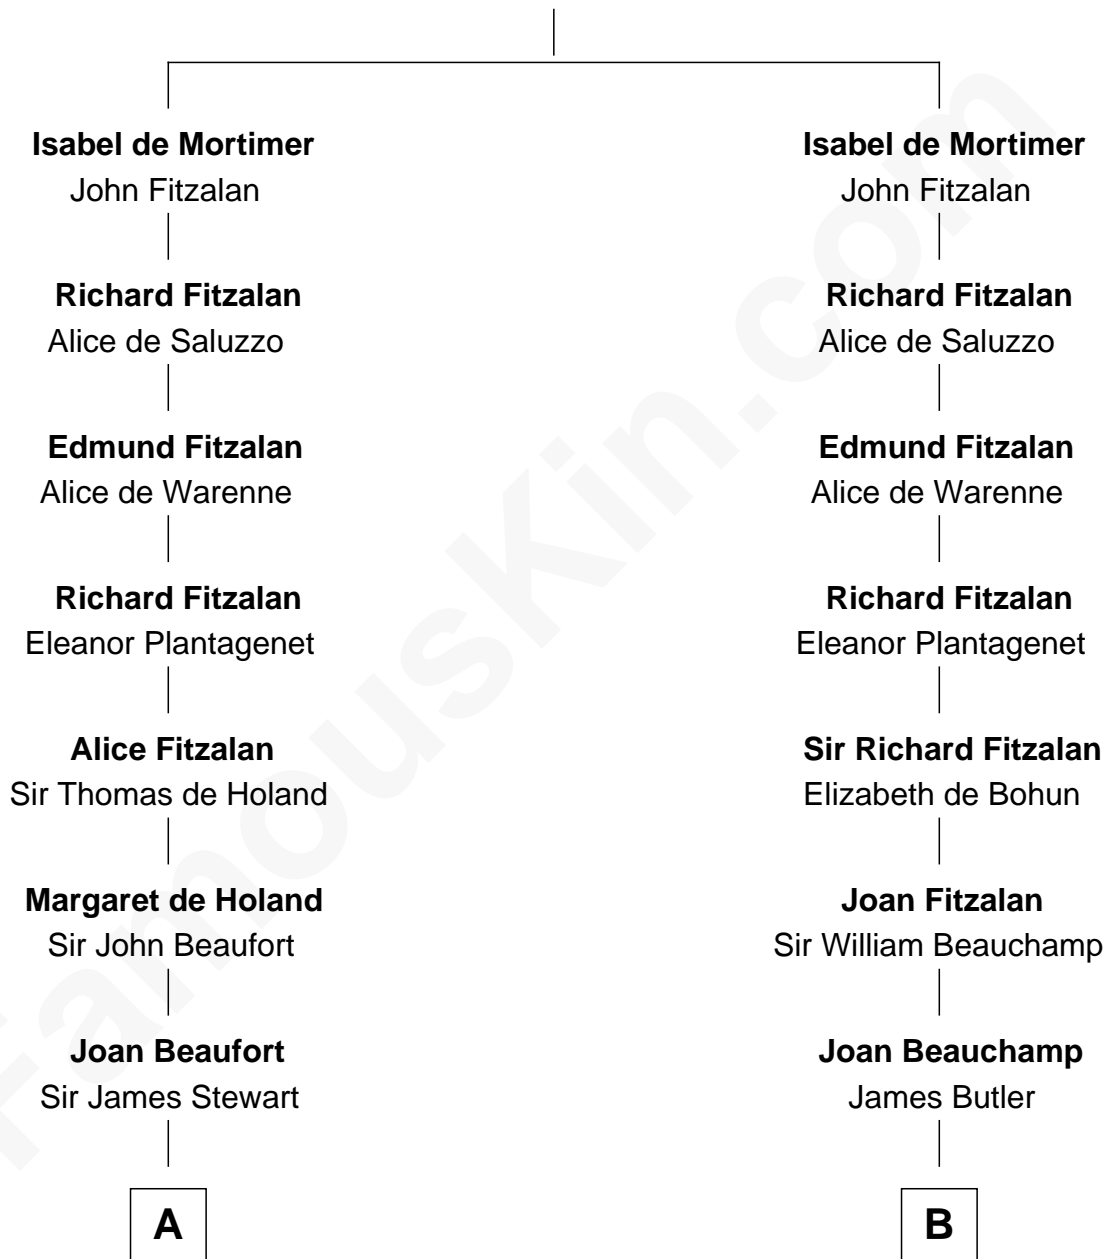 Isabel de Mortimer
John Fitzalan
Richard Fitzalan
Alice de Saluzzo
Edmund Fitzalan
Alice de Warenne
Richard Fitzalan
Eleanor Plantagenet
Alice Fitzalan
Sir Thomas de Holand
Margaret de Holand
Sir John Beaufort
Joan Beaufort
Sir James Stewart
A
Isabel de Mortimer
John Fitzalan
Richard Fitzalan
Alice de Saluzzo
Edmund Fitzalan
Alice de Warenne
Richard Fitzalan
Eleanor Plantagenet
Sir Richard Fitzalan
Elizabeth de Bohun
Joan Fitzalan
Sir William Beauchamp
Joan Beauchamp
James Butler
B
FamousKin.com